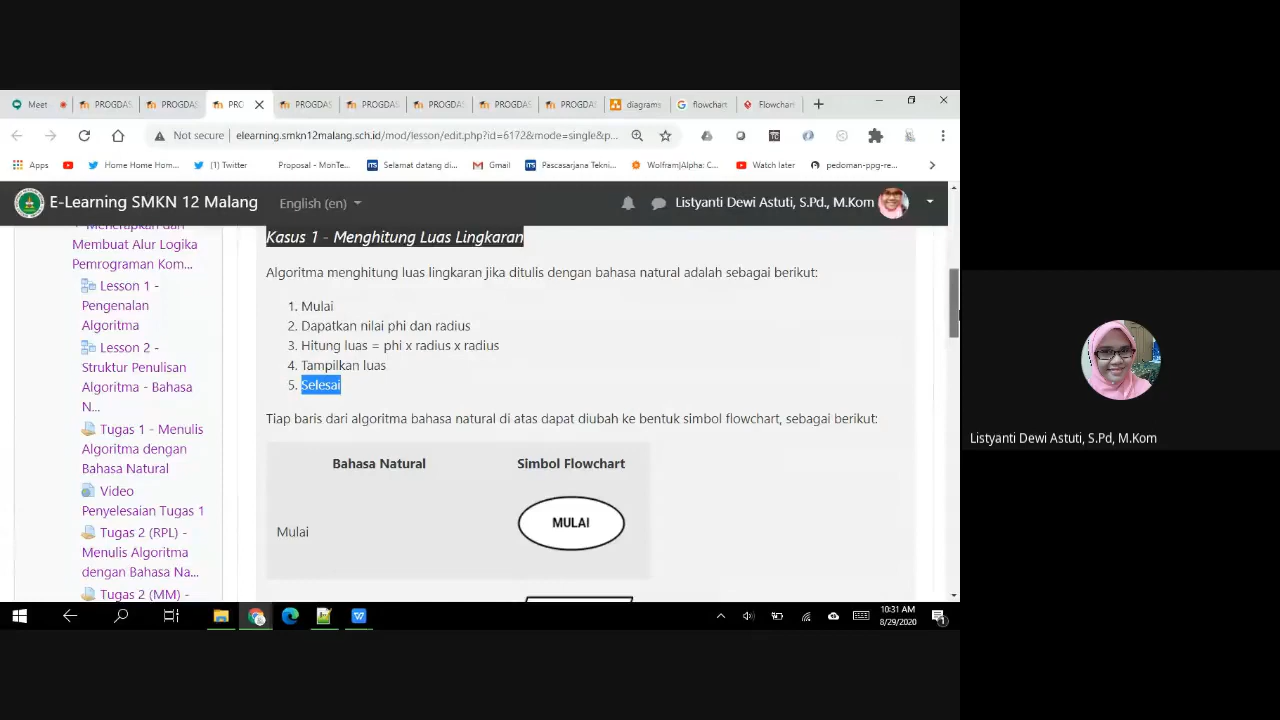 Meet
PROGDAS
PROGDAS
PRO
PROGDAS
PROGDAS
PROGDAS
PROGDAS
PROGDAS
diagrams
flowchart
Flowchart
Not secure
elearning.smkn12malang.sch.id/mod/lesson/edit.php?id=6172&mode=single&p...
Apps
Home Home Hom...
(1) Twitter
Proposal - MonTe...
Selamat datang di...
Gmail
Pascasarjana Tekni...
Wolfram|Alpha: C...
Watch later
pedoman-ppg-re...
E-Learning SMKN 12 Malang
English (en)
Listyanti Dewi Astuti, S.Pd., M.Kom
Menerapkan dan
Membuat Alur Logika
Pemrograman Kom...
Lesson 1 -
Pengenalan
Algoritma
Lesson 2 -
Struktur Penulisan
Algoritma - Bahasa
N...
Tugas 1 - Menulis
Algoritma dengan
Bahasa Natural
Video
Penyelesaian Tugas 1
Tugas 2 (RPL) -
Menulis Algoritma
dengan Bahasa Na...
Tugas 2 (MM) -
Kasus 1 - Menghitung Luas Lingkaran
Algoritma menghitung luas lingkaran jika ditulis dengan bahasa natural adalah sebagai berikut:
1. Mulai
2. Dapatkan nilai phi dan radius
3. Hitung luas = phi x radius x radius
4. Tampilkan luas
5. Selesai
Tiap baris dari algoritma bahasa natural di atas dapat diubah ke bentuk simbol flowchart, sebagai berikut:
Bahasa Natural
Simbol Flowchart
Mulai
MULAI
10:31 AM
8/29/2020
Listyanti Dewi Astuti, S.Pd, M.Kom